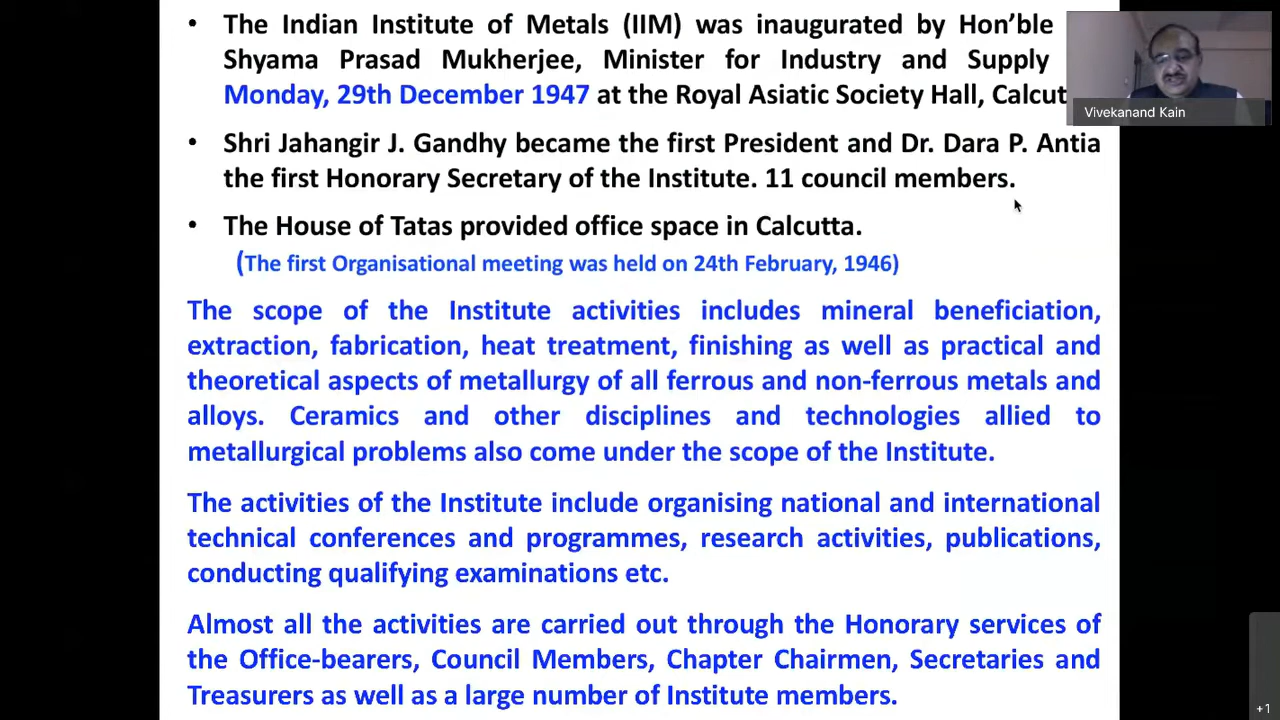 • The Indian Institute of Metals (IIM) was inaugurated by Hon’ble
Shyama Prasad Mukherjee, Minister for Industry and Supply
Monday, 29th December 1947 at the Royal Asiatic Society Hall, Calcut
• Shri Jahangir J. Gandhy became the first President and Dr. Dara P. Antia
the first Honorary Secretary of the Institute. 11 council members.
• The House of Tatas provided office space in Calcutta.
(The first Organisational meeting was held on 24th February, 1946)
The scope of the Institute activities includes mineral beneficiation,
extraction, fabrication, heat treatment, finishing as well as practical and
theoretical aspects of metallurgy of all ferrous and non-ferrous metals and
alloys. Ceramics and other disciplines and technologies allied to
metallurgical problems also come under the scope of the Institute.
The activities of the Institute include organising national and international
technical conferences and programmes, research activities, publications,
conducting qualifying examinations etc.
Almost all the activities are carried out through the Honorary services of
the Office-bearers, Council Members, Chapter Chairmen, Secretaries and
Treasurers as well as a large number of Institute members.
Vivekanand Kain
+1